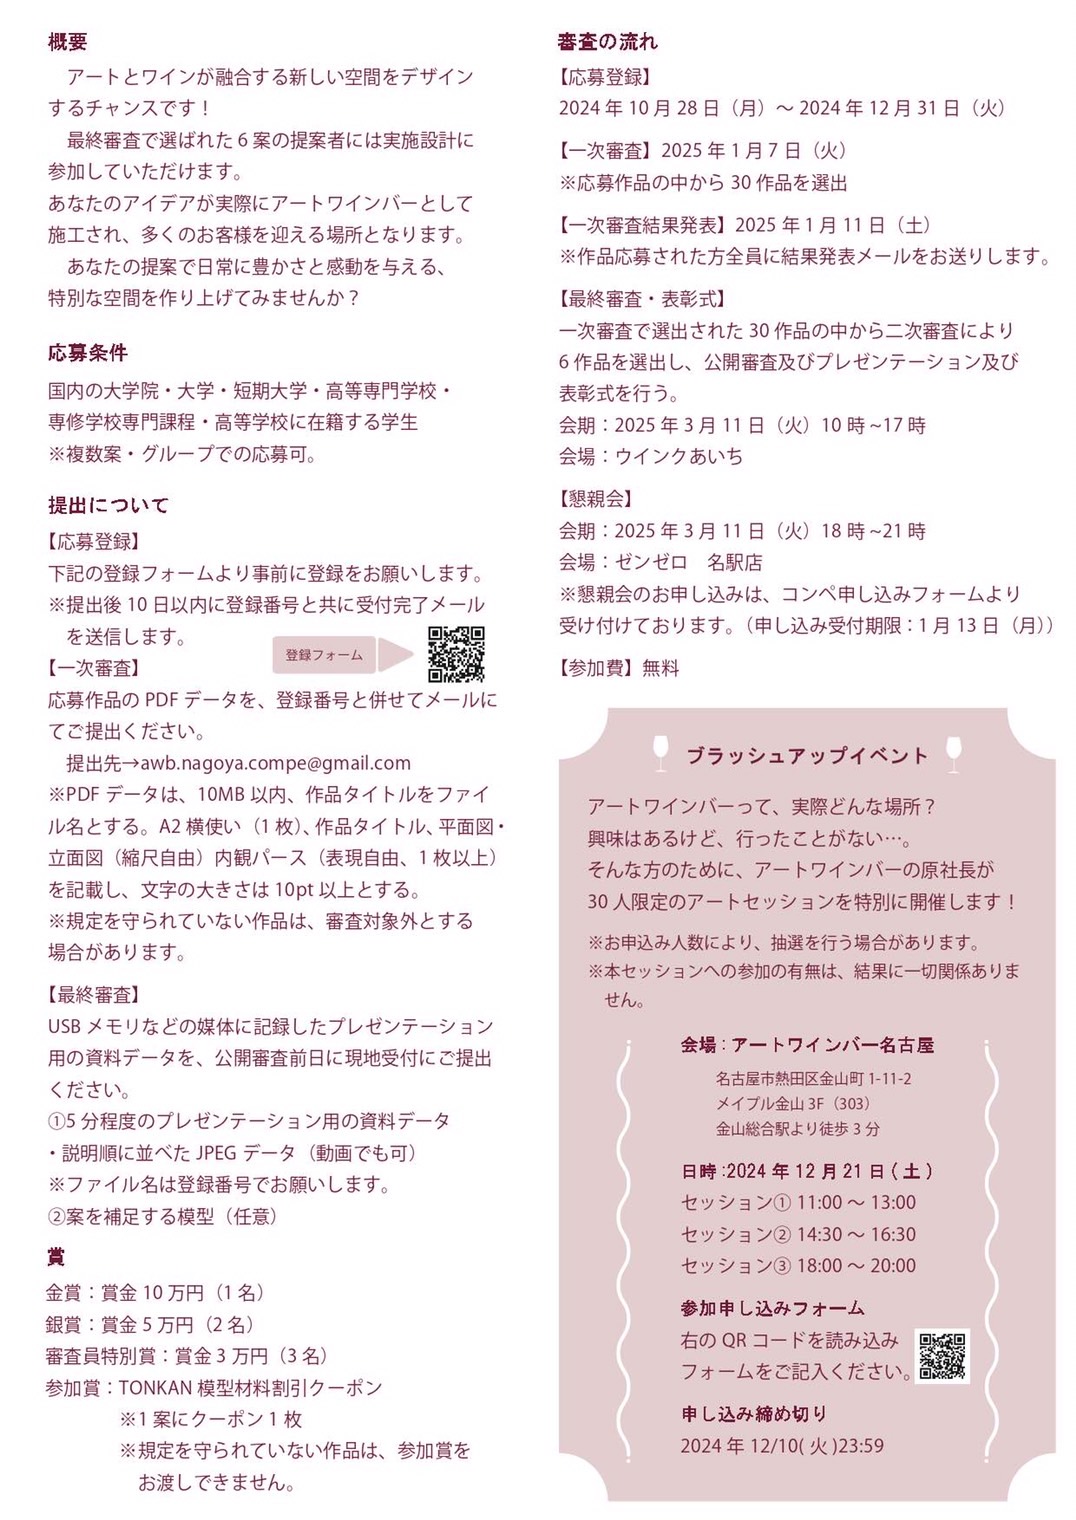 概要
アートとワインが融合する新しい空間をデザイン
するチャンスです！
最終審査で選ばれた 6 案の提案者には実施設計に
参加していただけます。
あなたのアイデアが実際にアートワインバーとして
施工され、多くのお客様を迎える場所となります。
あなたの提案で日常に豊かさと感動を与える、
特別な空間を作り上げてみませんか？
応募条件
国内の大学院・大学・短期大学・高等専門学校・
専修学校専門課程・高等学校に在籍する学生
※複数案・グループでの応募可。
提出について
【応募登録】
下記の登録フォームより事前に登録をお願いします。
※提出後 10 日以内に登録番号と共に受付完了メール
を送信します。
登録フォーム
【一次審査】
応募作品の PDF データを、登録番号と併せてメールに
てご提出ください。
提出先→awb.nagoya.compe@gmail.com
※PDF データは、10MB 以内、作品タイトルをファイ
ル名とする。A2 横使い（1 枚）、作品タイトル、平面図・
立面図（縮尺自由）内観パース（表現自由、1 枚以上）
を記載し、文字の大きさは 10pt 以上とする。
※規定を守られていない作品は、審査対象外とする
場合があります。
【最終審査】
USB メモリなどの媒体に記録したプレゼンテーション
用の資料データを、公開審査前日に現地受付にご提出
ください。
①5 分程度のプレゼンテーション用の資料データ
・説明順に並べた JPEG データ（動画でも可）
※ファイル名は登録番号でお願いします。
②案を補足する模型（任意）
賞
金賞：賞金 10 万円（1 名）
銀賞：賞金 5 万円（2 名）
審査員特別賞：賞金 3 万円（3 名）
参加賞：TONKAN 模型材料割引クーポン
※1 案にクーポン 1 枚
※規定を守られていない作品は、参加賞を
お渡しできません。
審査の流れ
【応募登録】
2024 年 10 月 28 日（月）～ 2024 年 12 月 31 日（火）
【一次審査】2025 年 1 月 7 日（火）
※応募作品の中から 30 作品を選出
【一次審査結果発表】2025 年 1 月 11 日（土）
※作品応募された方全員に結果発表メールをお送りします。
【最終審査・表彰式】
一次審査で選出された 30 作品の中から二次審査により
6 作品を選出し、公開審査及びプレゼンテーション及び
表彰式を行う。
会期：2025 年 3 月 11 日（火）10 時 ~17 時
会場：ウインクあいち
【懇親会】
会期：2025 年 3 月 11 日（火）18 時 ~21 時
会場：ゼンゼロ　名駅店
※懇親会のお申し込みは、コンペ申し込みフォームより
受け付けております。（申し込み受付期限：1 月 13 日（月））
【参加費】無料
ブラッシュアップイベント
アートワインバーって、実際どんな場所？
興味はあるけど、行ったことがない…。
そんな方のために、アートワインバーの原社長が
30 人限定のアートセッションを特別に開催します！
※お申込み人数により、抽選を行う場合があります。
※本セッションへの参加の有無は、結果に一切関係ありま
せん。
会場：アートワインバー名古屋
名古屋市熱田区金山町 1-11-2
メイプル金山 3F（303）
金山総合駅より徒歩 3 分
日時：2024 年 12 月 21 日 ( 土 )
セッション① 11:00 ～ 13:00
セッション② 14:30 ～ 16:30
セッション③ 18:00 ～ 20:00
参加申し込みフォーム
右の QR コードを読み込み
フォームをご記入ください。
申し込み締め切り
2024 年 12/10( 火 )23:59